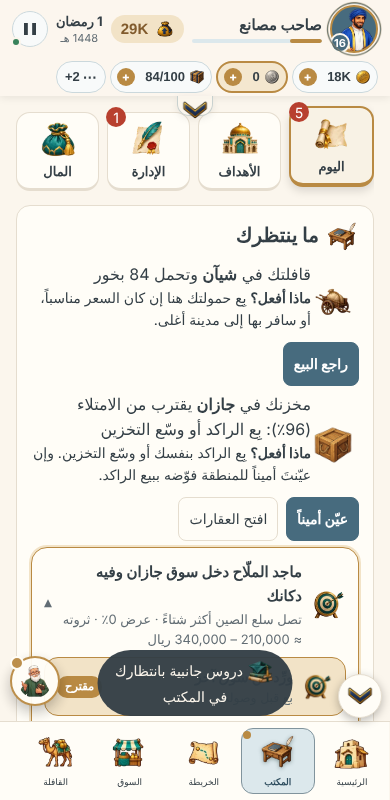 صاحب مصانع
16
29K
1 رمضان
1448 هـ
18K
0
84/100
+2 ⋯
اليوم
5
الأهداف
الإدارة
1
المال
ما ينتظرك
قافلتك في شيآن وتحمل 84 بخور
ماذا أفعل؟ بِع حمولتك هنا إن كان السعر مناسباً،
أو سافر بها إلى مدينة أغلى.
راجع البيع
مخزنك في جازان يقترب من الامتلاء
(96٪): بِع الراكد أو وسّع التخزين
ماذا أفعل؟ بِع الراكد بنفسك أو وسّع التخزين. وإن
عيّنتَ أميناً للمنطقة فوّضه ببيع الراكد.
عيّن أميناً
افتح العقارات
ماجد الملّاح دخل سوق جازان وفيه
دكانك
تصل سلع الصين أكثر شتاءً · عرض 0٪ · ثروته
≈ 210,000 – 340,000 ريال
مقترح
دروس جانبية بانتظارك
في المكتب
الرئيسية
المكتب
الخريطة
السوق
القافلة